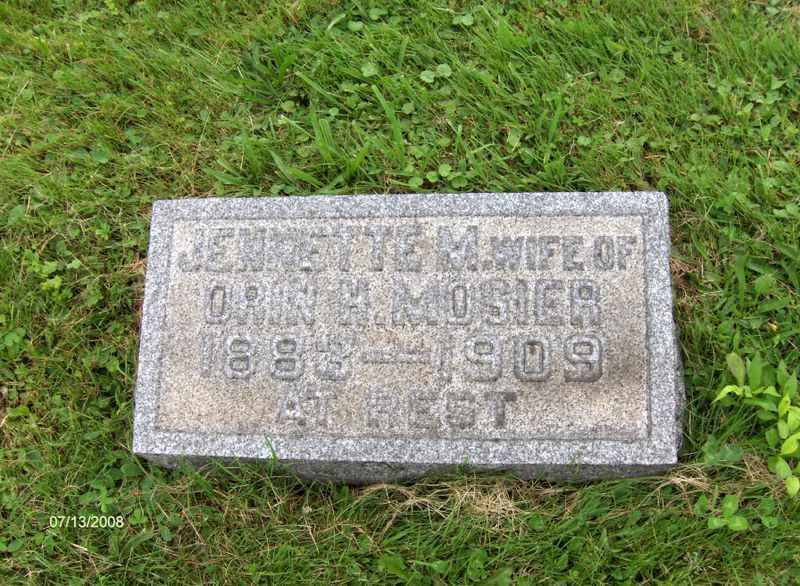 JENNETTE M. WIFE OF
ORIN H. MOSIER
1883–1909
AT REST
07/13/2008